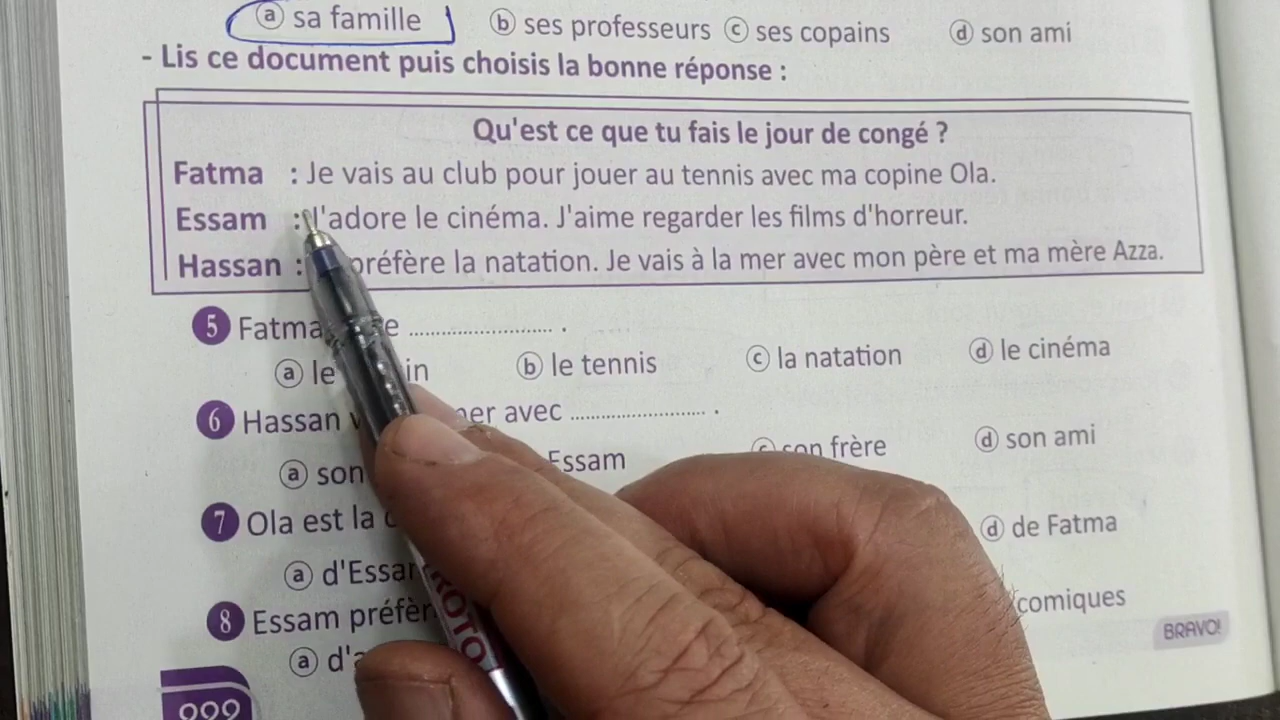 a sa famille b ses professeurs c ses copains d son ami
- Lis ce document puis choisis la bonne réponse :
Qu'est ce que tu fais le jour de congé ?
Fatma : Je vais au club pour jouer au tennis avec ma copine Ola.
Essam : J'adore le cinéma. J'aime regarder les films d'horreur.
Hassan : préfère la natation. Je vais à la mer avec mon père et ma mère Azza.
5 Fatma .......................... .
a le b le tennis c la natation d le cinéma
6 Hassan mer avec ......................... .
a son Essam c son frère d son ami
7 Ola est la d de Fatma
a d'Essam
8 Essam
a comiques
BRAVO!
222